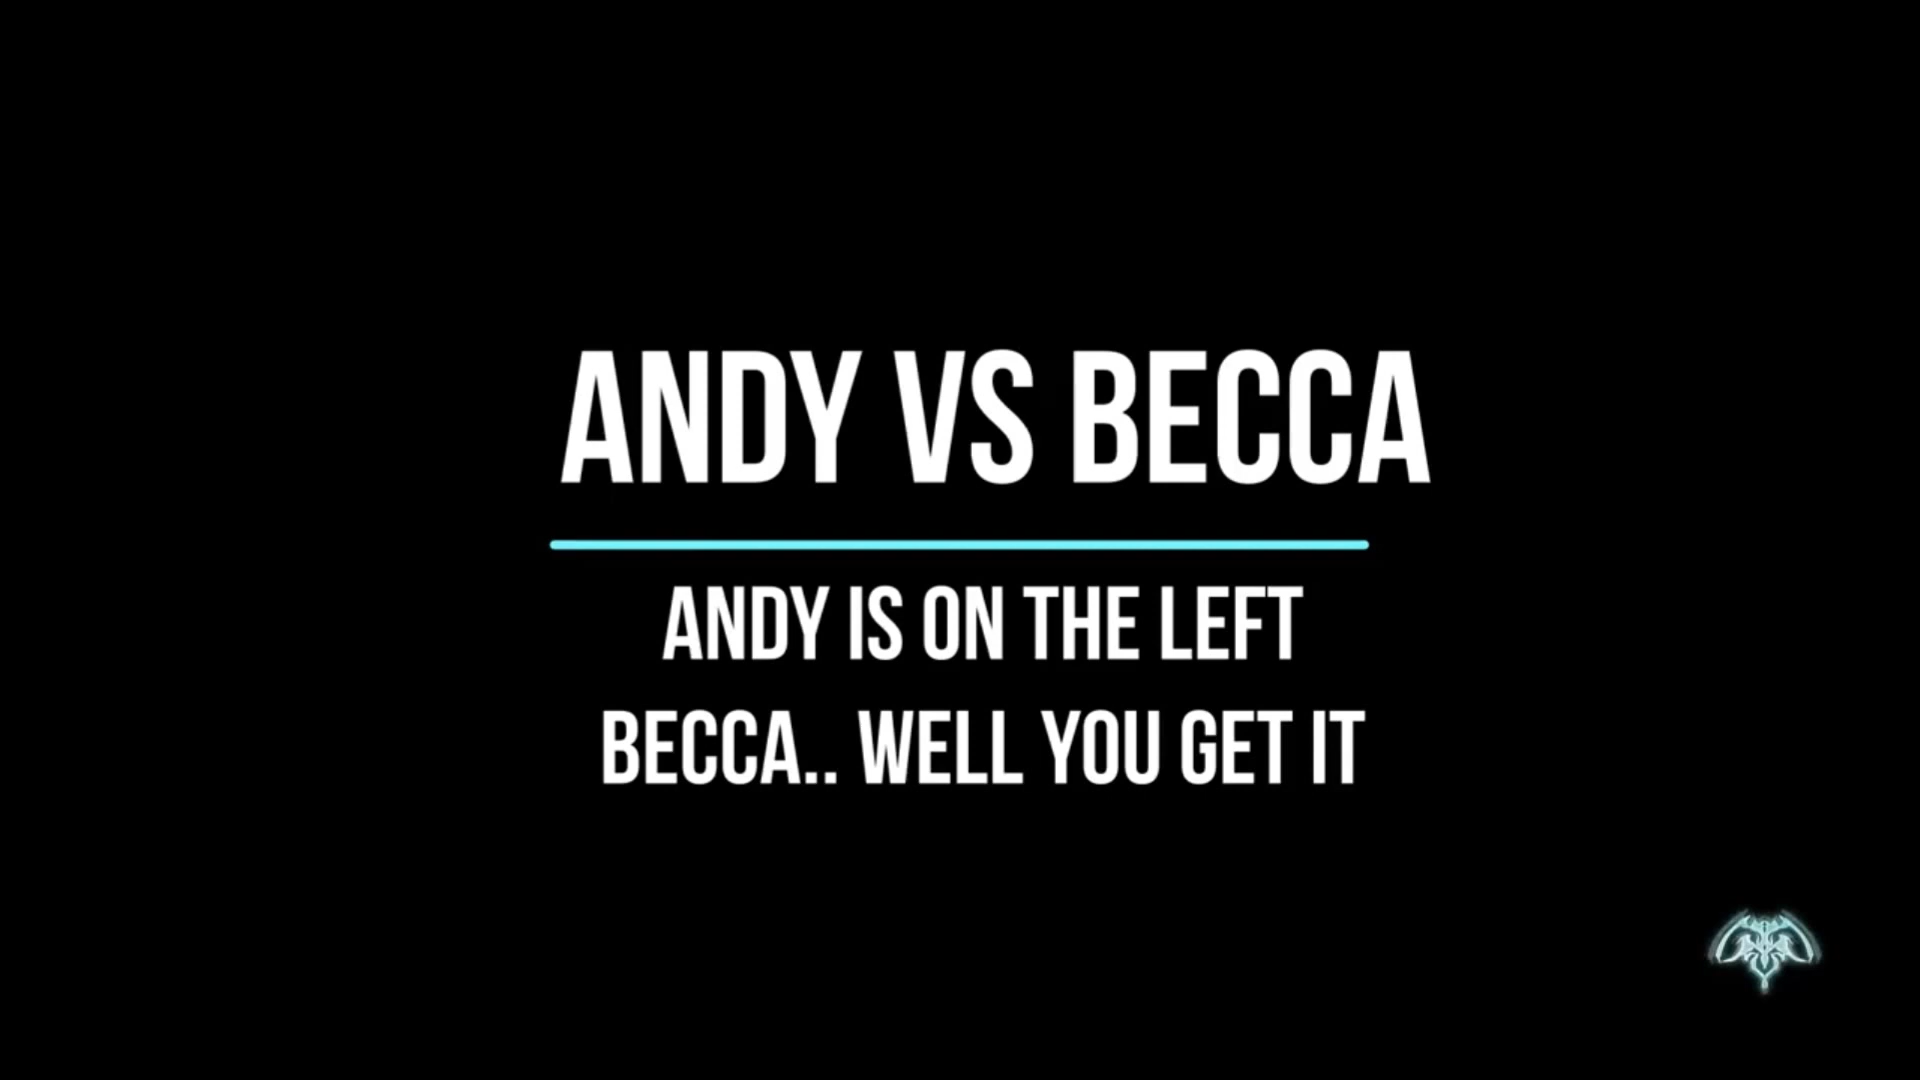 ANDY VS BECCA
ANDY IS ON THE LEFT
BECCA.. WELL YOU GET IT